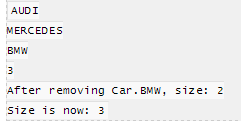 AUDI
MERCEDES
BMW
3
After removing Car.BMW, size: 2
Size is now: 3